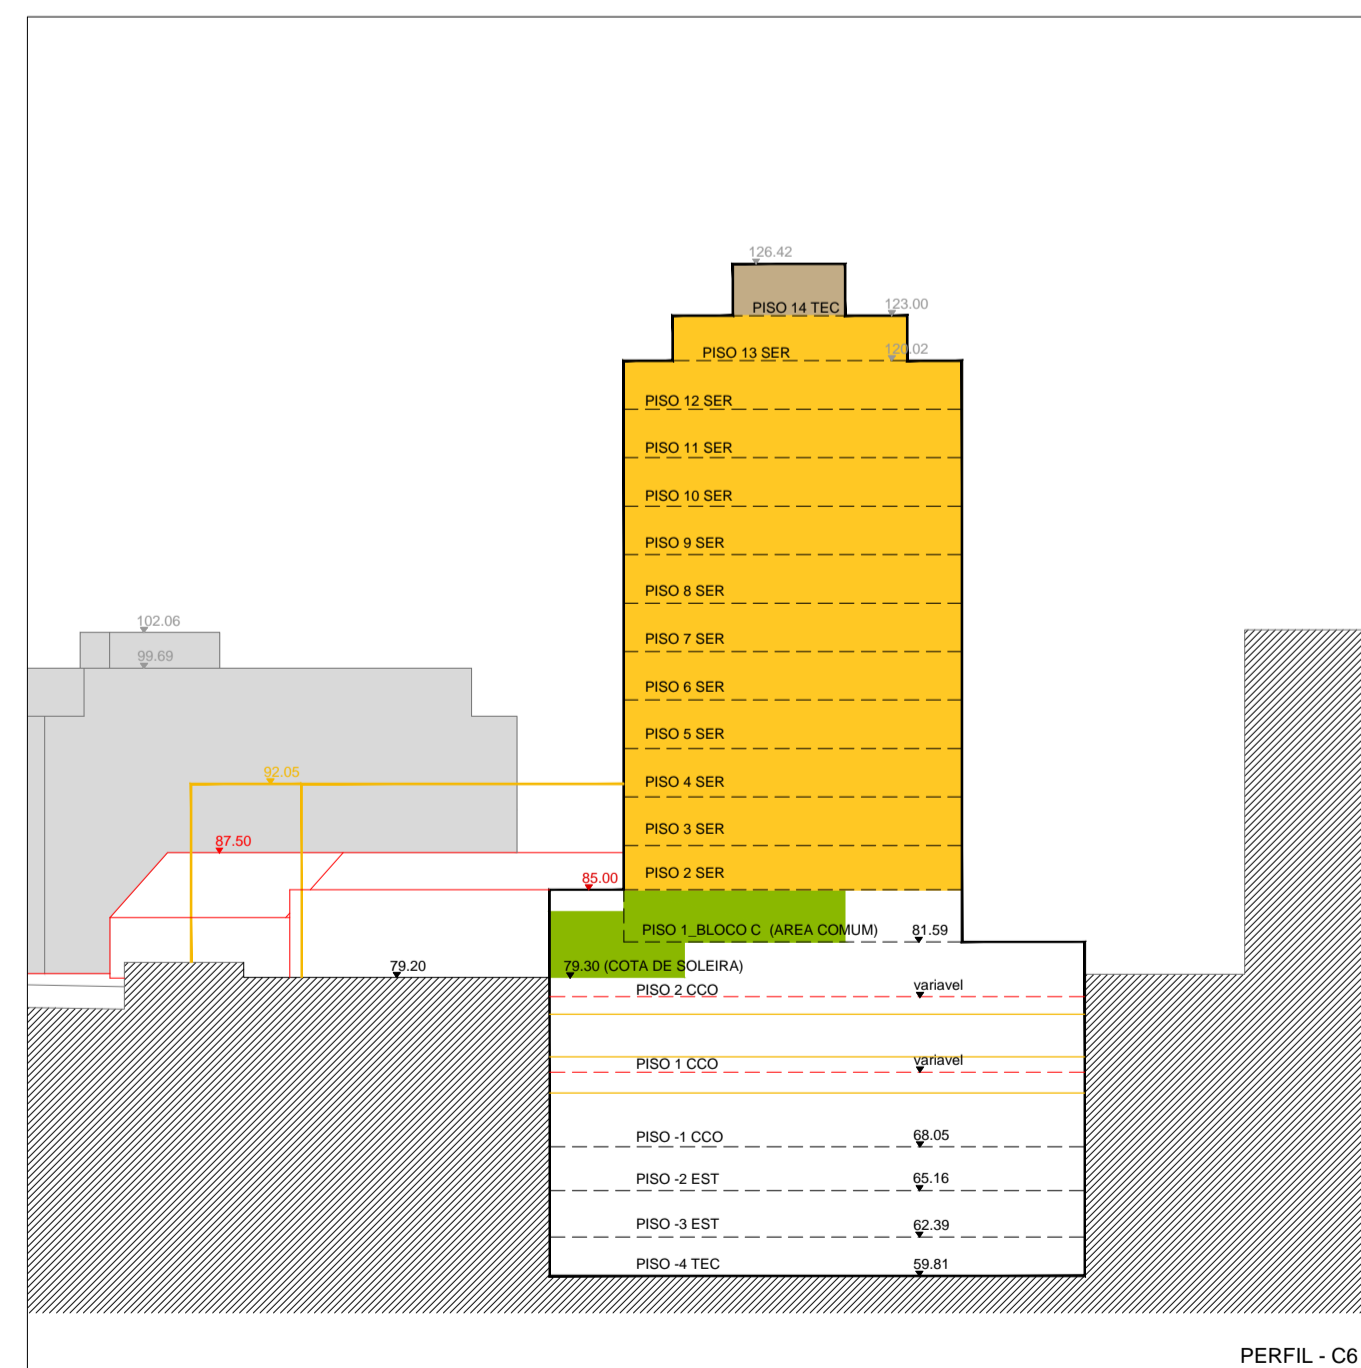 126.42
PISO 14 TEC
123.00
PISO 13 SER
120.02
PISO 12 SER
PISO 11 SER
PISO 10 SER
PISO 9 SER
PISO 8 SER
102.06
PISO 7 SER
99.69
PISO 6 SER
PISO 5 SER
92.05
PISO 4 SER
PISO 3 SER
87.50
PISO 2 SER
85.00
PISO 1_BLOCO C (AREA COMUM) 81.59
79.20
79.30 (COTA DE SOLEIRA)
PISO 2 CCO variavel
PISO 1 CCO variavel
PISO -1 CCO 68.05
PISO -2 EST 65.16
PISO -3 EST 62.39
PISO -4 TEC 59.81
PERFIL - C6